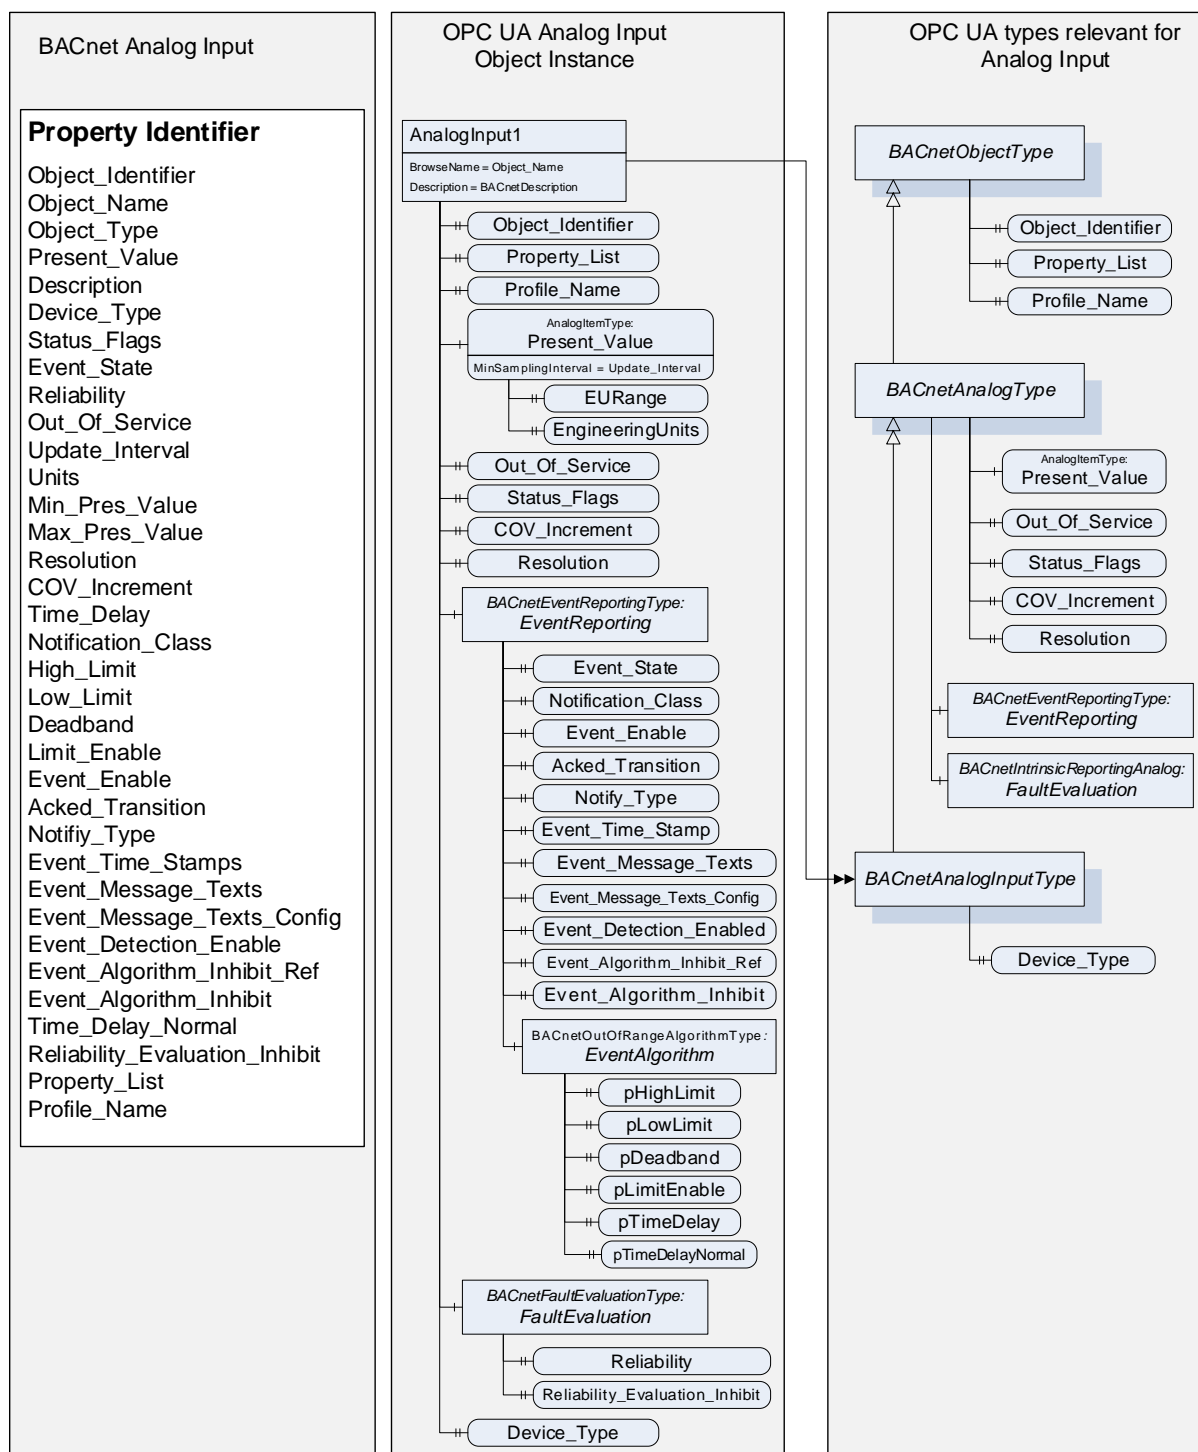 BACnet Analog Input
Property Identifier
Object_Identifier
Object_Name
Object_Type
Present_Value
Description
Device_Type
Status_Flags
Event_State
Reliability
Out_Of_Service
Update_Interval
Units
Min_Pres_Value
Max_Pres_Value
Resolution
COV_Increment
Time_Delay
Notification_Class
High_Limit
Low_Limit
Deadband
Limit_Enable
Event_Enable
Acked_Transition
Notifiy_Type
Event_Time_Stamps
Event_Message_Texts
Event_Message_Texts_Config
Event_Detection_Enable
Event_Algorithm_Inhibit_Ref
Event_Algorithm_Inhibit
Time_Delay_Normal
Reliability_Evaluation_Inhibit
Property_List
Profile_Name
OPC UA Analog Input
Object Instance
AnalogInput1
BrowseName = Object_Name
Description = BACnetDescription
Object_Identifier
Property_List
Profile_Name
AnalogItemType:
Present_Value
MinSamplingInterval = Update_Interval
EURange
EngineeringUnits
Out_Of_Service
Status_Flags
COV_Increment
Resolution
BACnetEventReportingType:
EventReporting
Event_State
Notification_Class
Event_Enable
Acked_Transition
Notify_Type
Event_Time_Stamp
Event_Message_Texts
Event_Message_Texts_Config
Event_Detection_Enabled
Event_Algorithm_Inhibit_Ref
Event_Algorithm_Inhibit
BACnetOutOfRangeAlgorithmType:
EventAlgorithm
pHighLimit
pLowLimit
pDeadband
pLimitEnable
pTimeDelay
pTimeDelayNormal
BACnetFaultEvaluationType:
FaultEvaluation
Reliability
Reliability_Evaluation_Inhibit
Device_Type
OPC UA types relevant for
Analog Input
BACnetObjectType
Object_Identifier
Property_List
Profile_Name
BACnetAnalogType
AnalogItemType:
Present_Value
Out_Of_Service
Status_Flags
COV_Increment
Resolution
BACnetEventReportingType:
EventReporting
BACnetIntrinsicReportingAnalog:
FaultEvaluation
BACnetAnalogInputType
Device_Type